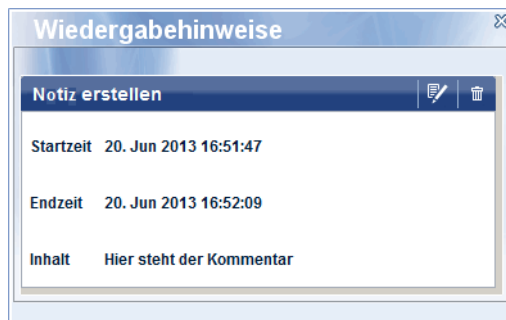 Wiedergabehinweise
Notiz erstellen
Startzeit 20. Jun 2013 16:51:47
Endzeit 20. Jun 2013 16:52:09
Inhalt Hier steht der Kommentar